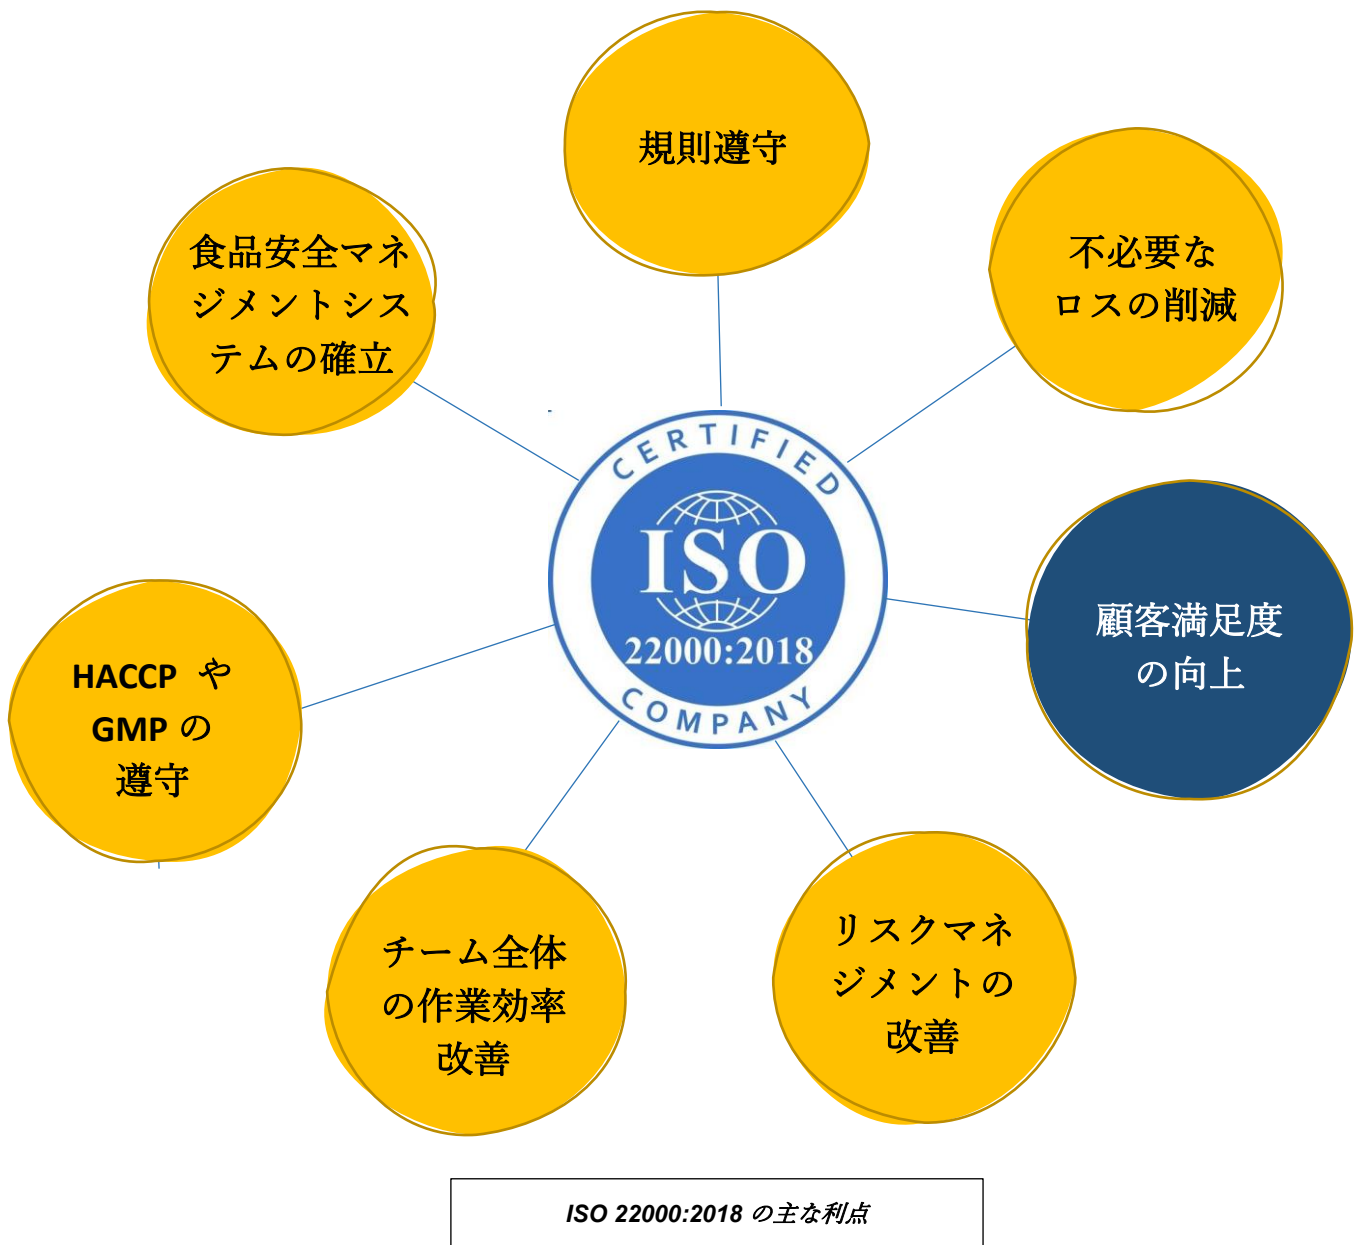 規則遵守
食品安全マネ
ジメントシス
テムの確立
不必要な
ロスの削減
CERTIFIED
ISO
22000:2018
COMPANY
顧客満足度
の向上
HACCP や
GMP の
遵守
チーム全体
の作業効率
改善
リスクマネ
ジメントの
改善
ISO 22000:2018 の主な利点